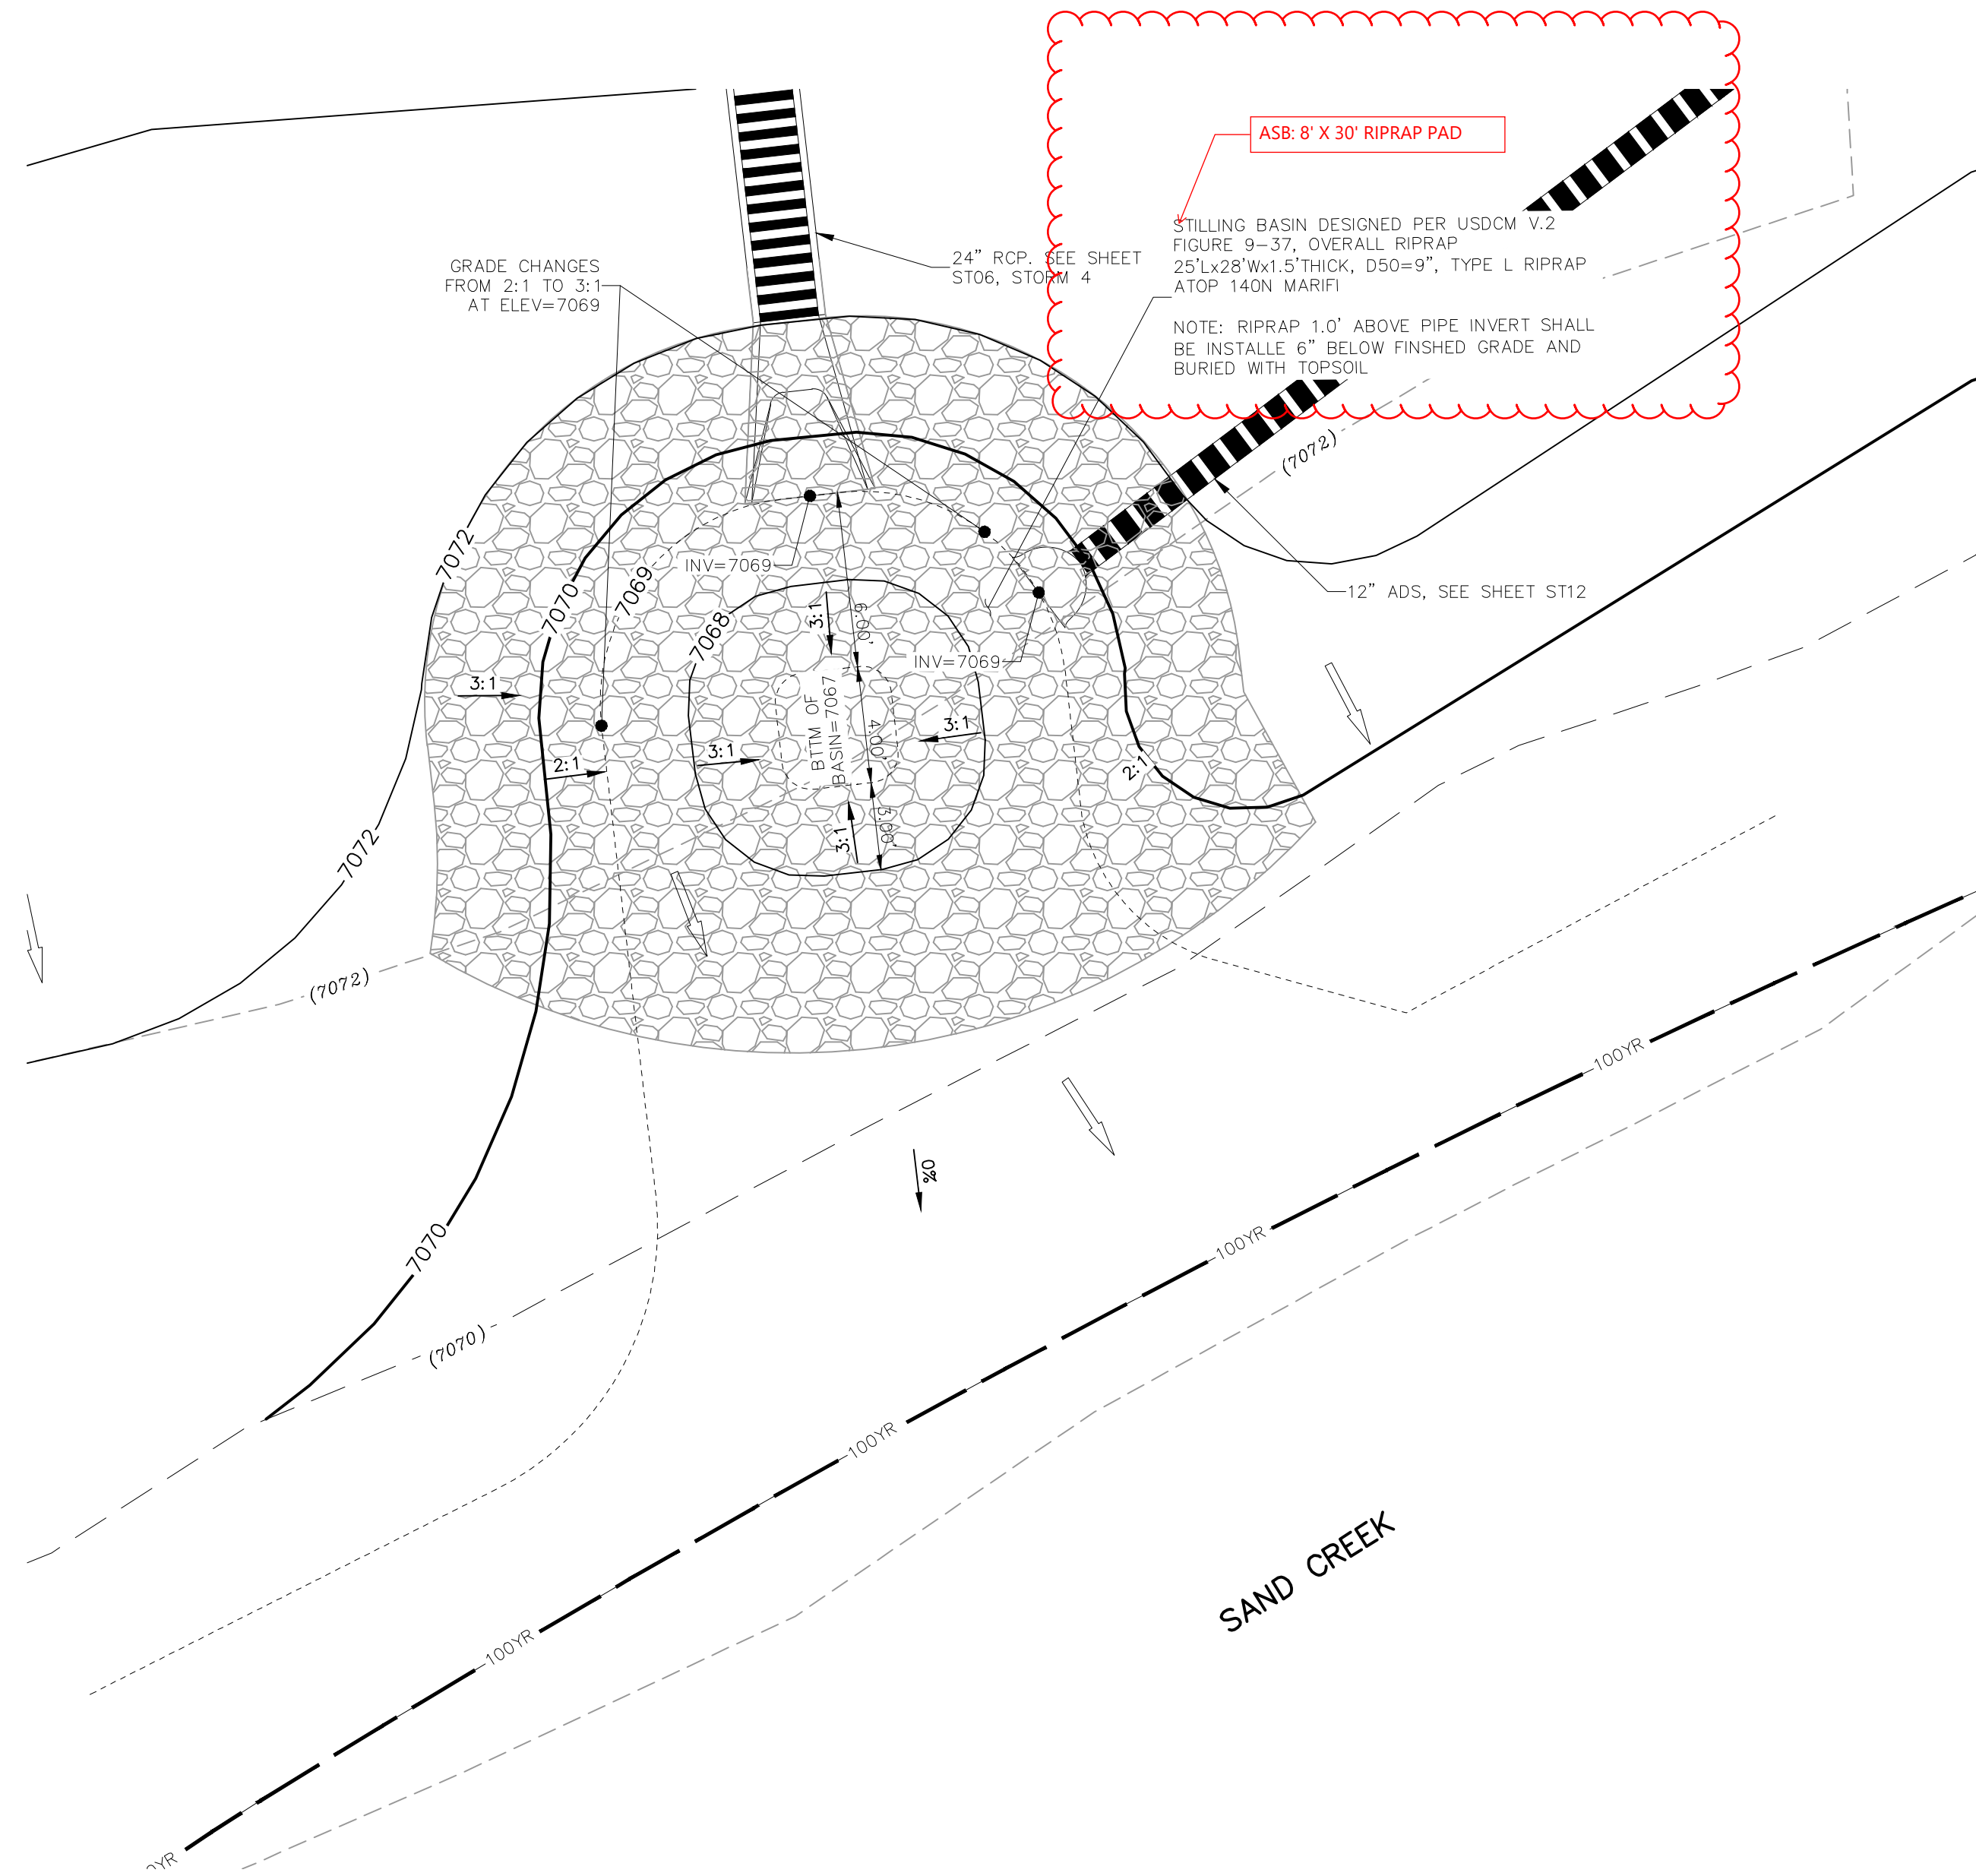 ASB: 8' X 30' RIPRAP PAD
STILLING BASIN DESIGNED PER USDCM V.2
FIGURE 9-37, OVERALL RIPRAP
25'Lx28'Wx1.5'THICK, D50=9", TYPE L RIPRAP
ATOP 140N MARIFI
NOTE: RIPRAP 1.0' ABOVE PIPE INVERT SHALL
BE INSTALLE 6" BELOW FINSHED GRADE AND
BURIED WITH TOPSOIL
24" RCP. SEE SHEET
ST06, STORM 4
GRADE CHANGES
FROM 2:1 TO 3:1
AT ELEV=7069
(7072)
7072
7070
7069
7068
INV=7069
INV=7069
12" ADS, SEE SHEET ST12
3:1
6.00'
3:1
2:1
3:1
BTTM OF
BASIN=7067
4.00'
3:1
2:1
3:1
3.00'
7072
(7072)
0%
7070
(7070)
100YR
100YR
100YR
100YR
0YR
SAND CREEK